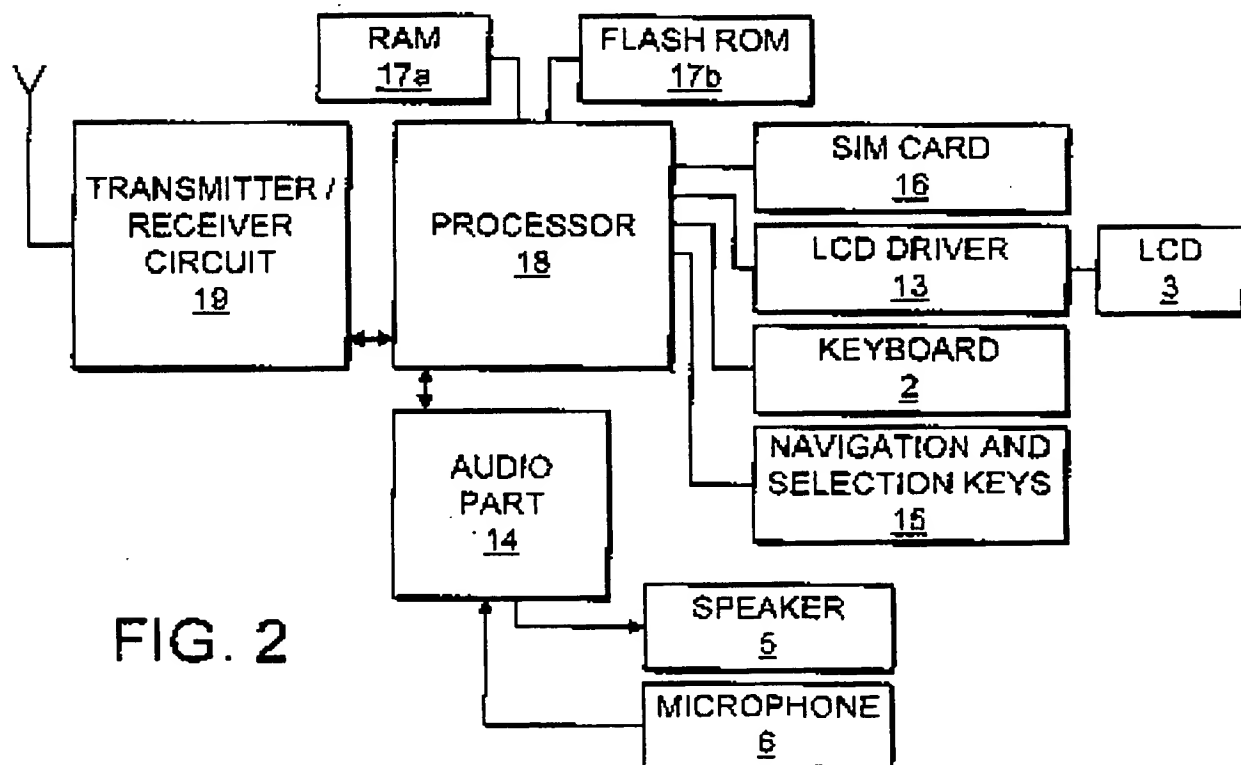 RAM
17a
FLASH ROM
17b
TRANSMITTER /
RECEIVER
CIRCUIT
19
PROCESSOR
18
SIM CARD
16
LCD DRIVER
13
LCD
3
KEYBOARD
2
NAVIGATION AND
SELECTION KEYS
15
AUDIO
PART
14
SPEAKER
5
MICROPHONE
6
FIG. 2